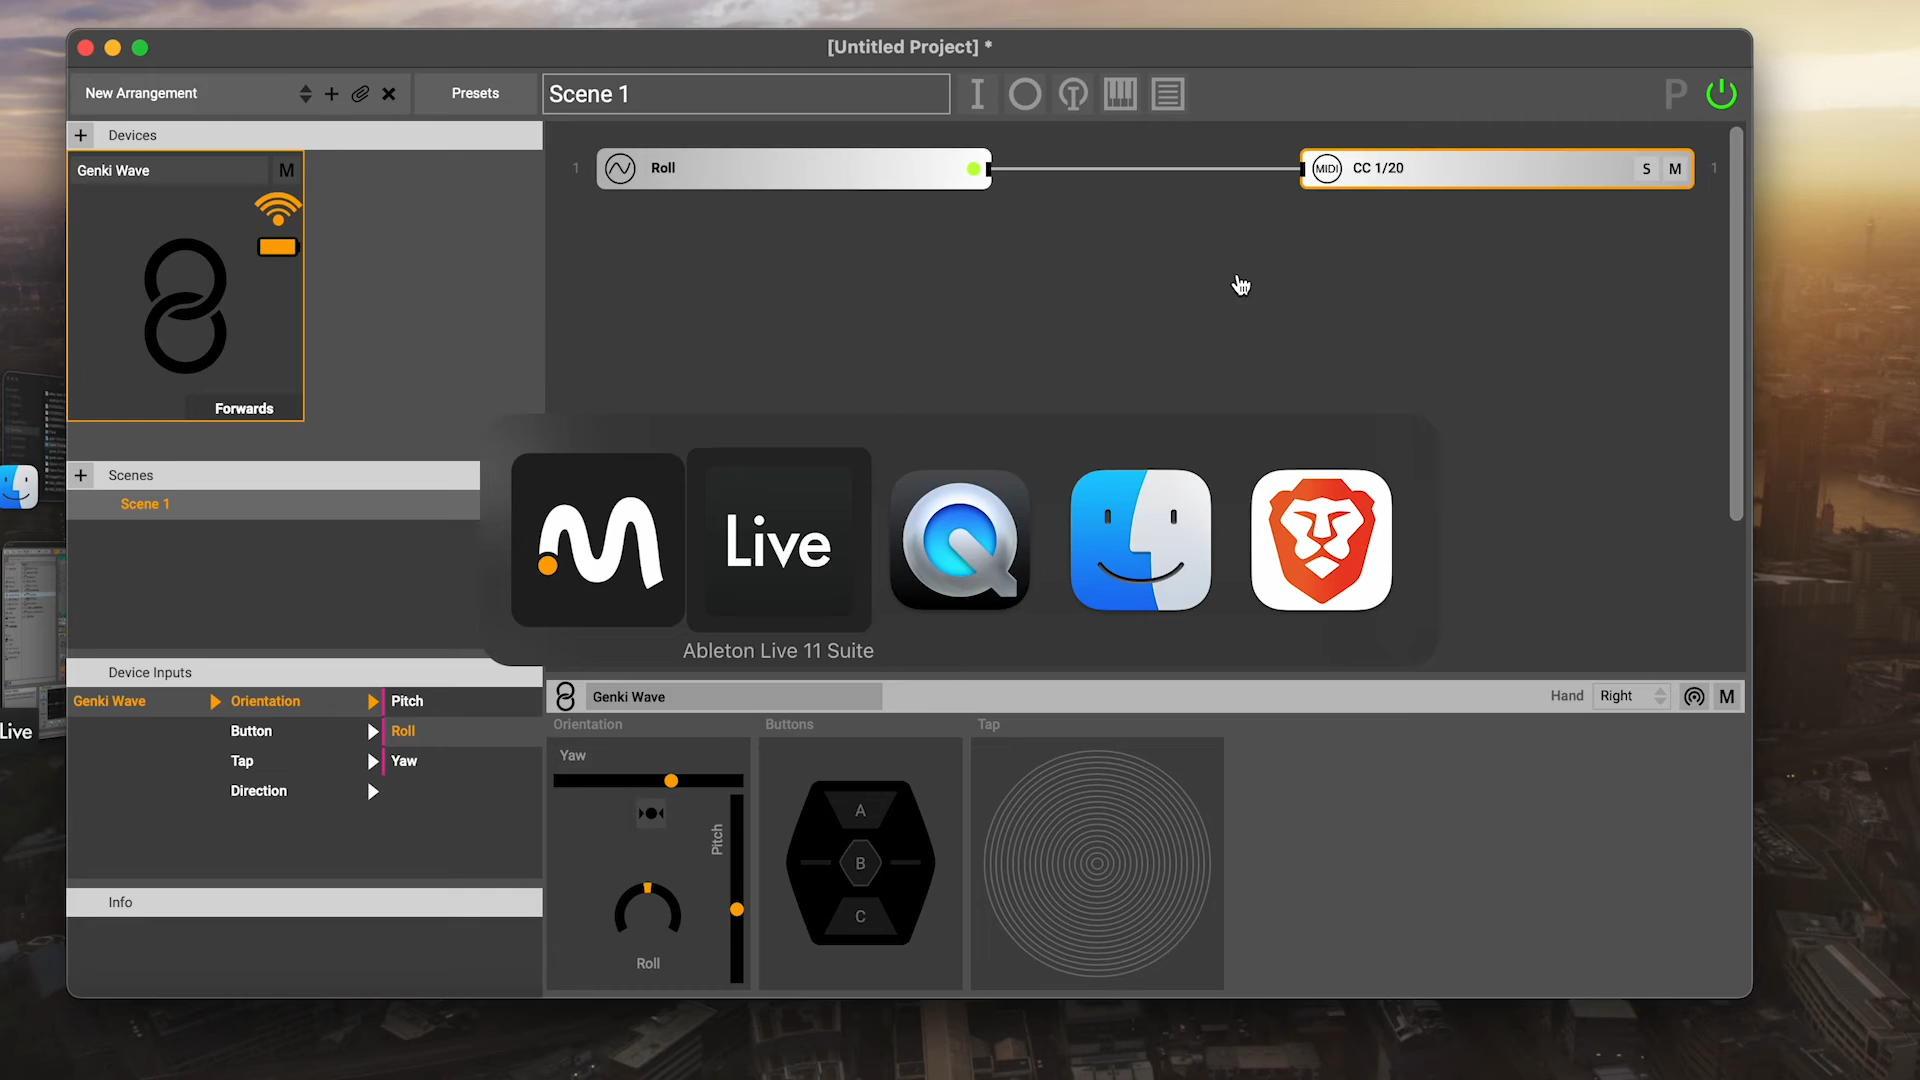 [Untitled Project] *
New Arrangement
Presets
Scene 1
P
Devices
Genki Wave M
Forwards
1 Roll
MIDI CC 1/20 S M 1
Scenes
Scene 1
Live
Ableton Live 11 Suite
Live
Device Inputs
Genki Wave Orientation Pitch
Button Roll
Tap Yaw
Direction
Info
Genki Wave
Hand Right M
Orientation Buttons Tap
Yaw
Pitch
Roll
A
B
C